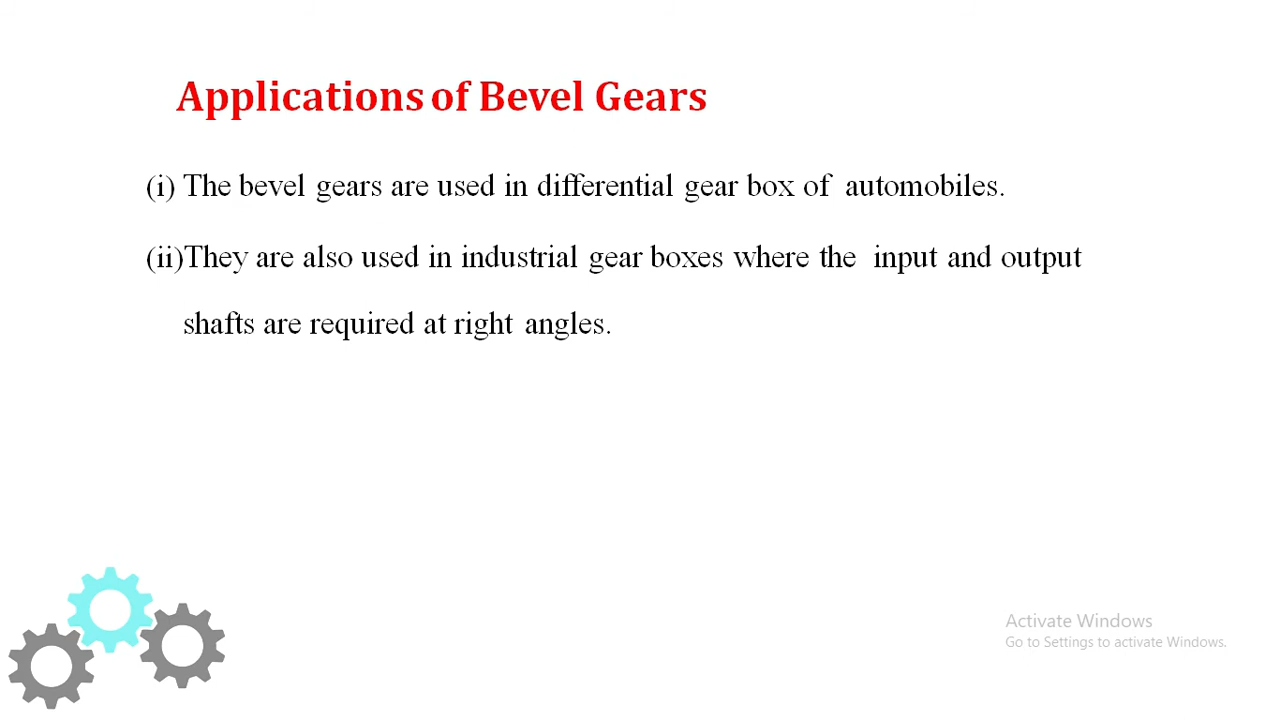 Applications of Bevel Gears
(i) The bevel gears are used in differential gear box of automobiles.
(ii)They are also used in industrial gear boxes where the input and output
shafts are required at right angles.
Activate Windows
Go to Settings to activate Windows.